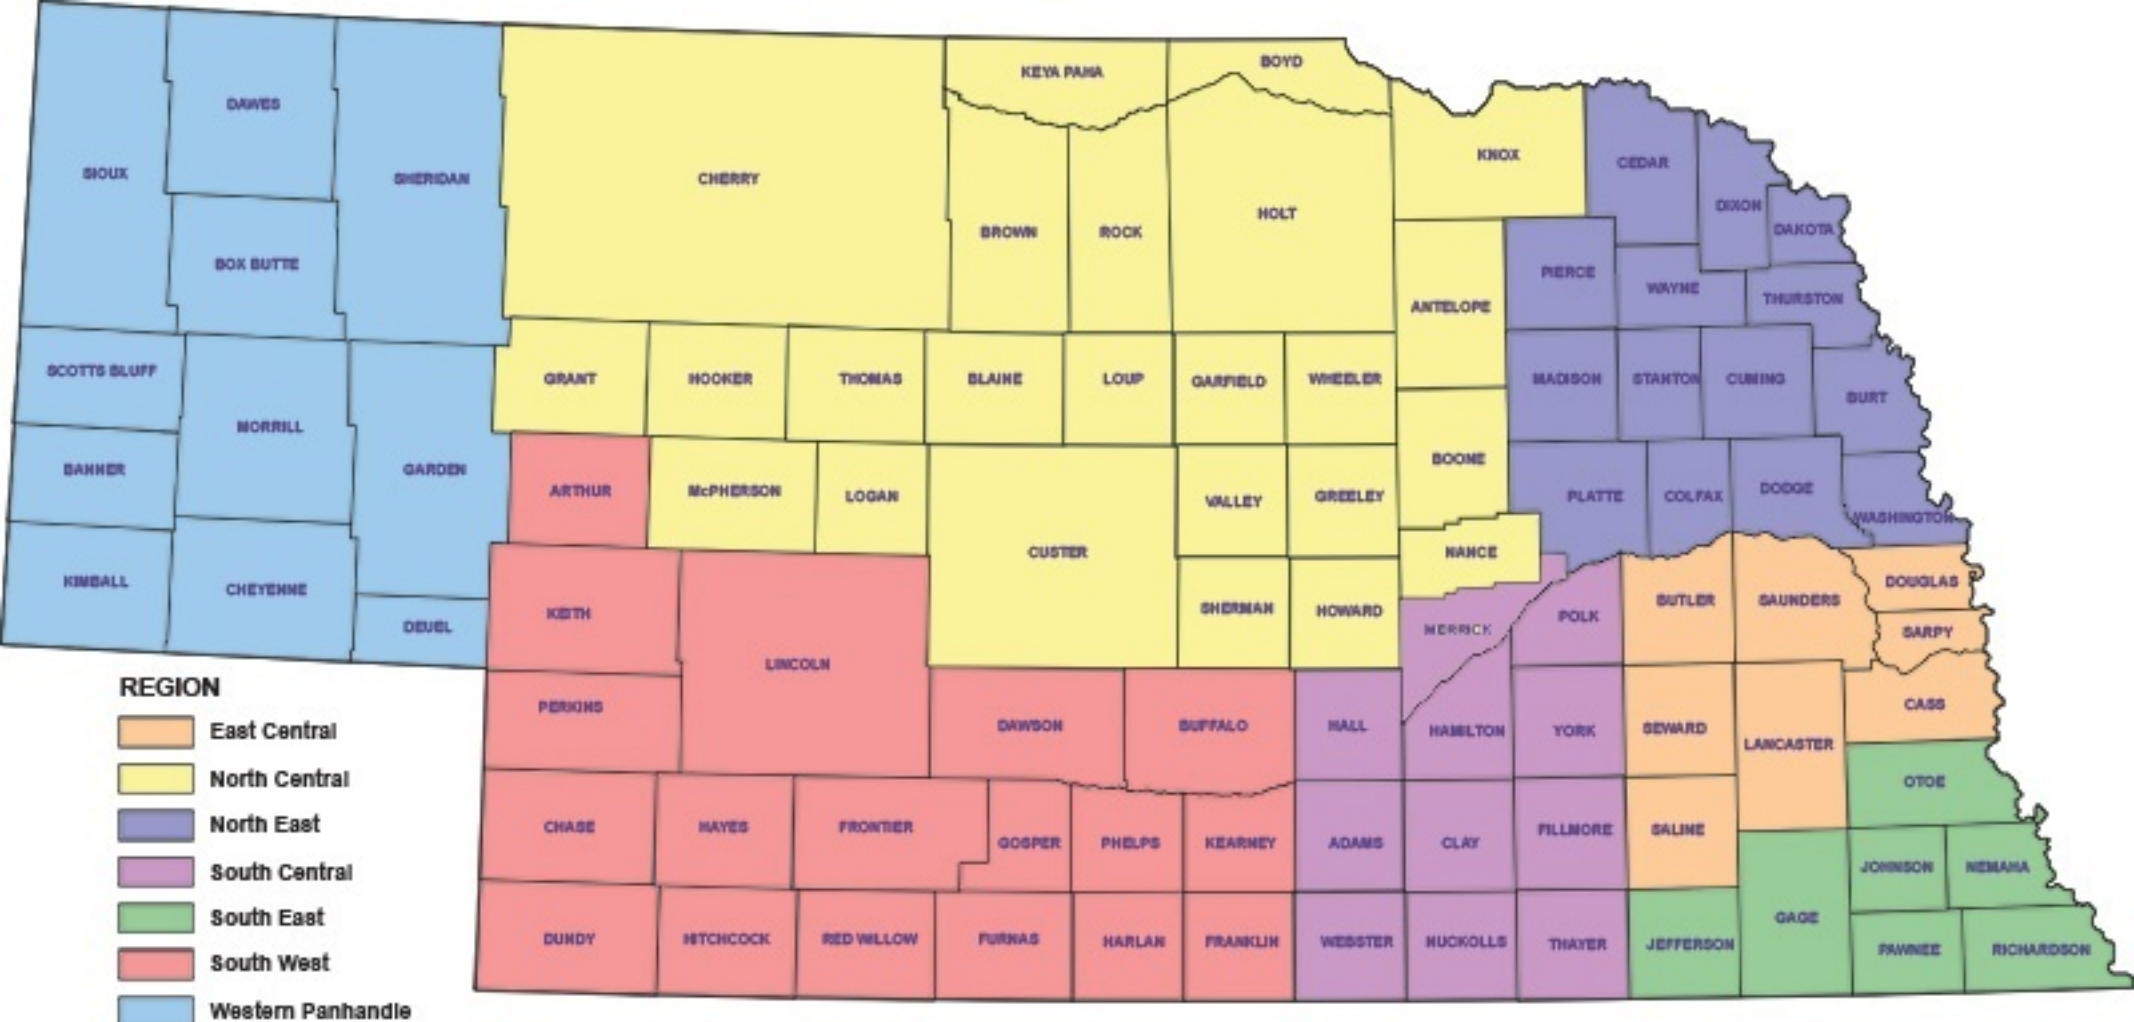 KEYA PAHA
BOYD
DAWES
SIOUX
SHERIDAN
CHERRY
KNOX
CEDAR
BROWN
ROCK
HOLT
DIXON
DAKOTA
BOX BUTTE
PIERCE
WAYNE
THURSTON
ANTELOPE
SCOTTS BLUFF
GRANT
HOOKER
THOMAS
BLAINE
LOUP
GARFIELD
WHEELER
MADISON
STANTON
CUMING
BURT
MORRILL
BANNER
GARDEN
ARTHUR
McPHERSON
LOGAN
VALLEY
GREELEY
BOONE
PLATTE
COLFAX
DODGE
WASHINGTON
CUSTER
NANCE
KIMBALL
CHEYENNE
DEUEL
KEITH
SHERMAN
HOWARD
MERRICK
POLK
BUTLER
SAUNDERS
DOUGLAS
SARPY
LINCOLN
PERKINS
DAWSON
BUFFALO
HALL
HAMILTON
YORK
SEWARD
LANCASTER
CASS
OTOE
CHASE
HAYES
FRONTIER
GOSPER
PHELPS
KEARNEY
ADAMS
CLAY
FILLMORE
SALINE
JOHNSON
NEMAHA
DUNDY
HITCHCOCK
RED WILLOW
FURNAS
HARLAN
FRANKLIN
WEBSTER
NUCKOLLS
THAYER
JEFFERSON
GAGE
PAWNEE
RICHARDSON
REGION
East Central
North Central
North East
South Central
South East
South West
Western Panhandle